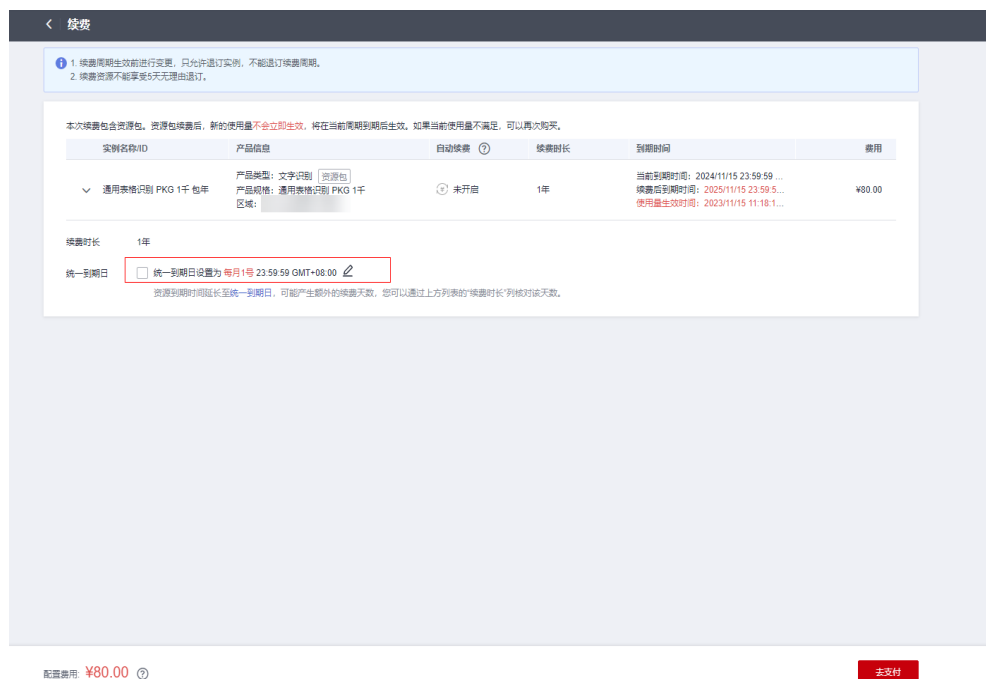 续费
1. 续费周期生效前进行变更，只允许退订实例，不能退订续费周期。
2. 续费资源不能享受5天无理由退订。
本次续费包含资源包。资源包续费后，新的使用量不会立即生效，将在当前周期到期后生效。如果当前使用量不满足，可以再次购买。
实例名称/ID 产品信息 自动续费 续费时长 到期时间 费用
产品类型：文字识别 资源包 当前到期时间：2024/11/15 23:59:59 ...
通用表格识别 PKG 1千 包年 产品规格：通用表格识别 PKG 1千 未开启 1年 续费后到期时间：2025/11/15 23:59:5... ¥80.00
区域： 使用量生效时间：2023/11/15 11:18:1...
续费时长 1年
统一到期日 统一到期日设置为 每月1号 23:59:59 GMT+08:00
资源到期时间延长至统一到期日，可能产生额外的续费天数，您可以通过上方列表的“续费时长”列核对该天数。
配置费用: ¥80.00 去支付